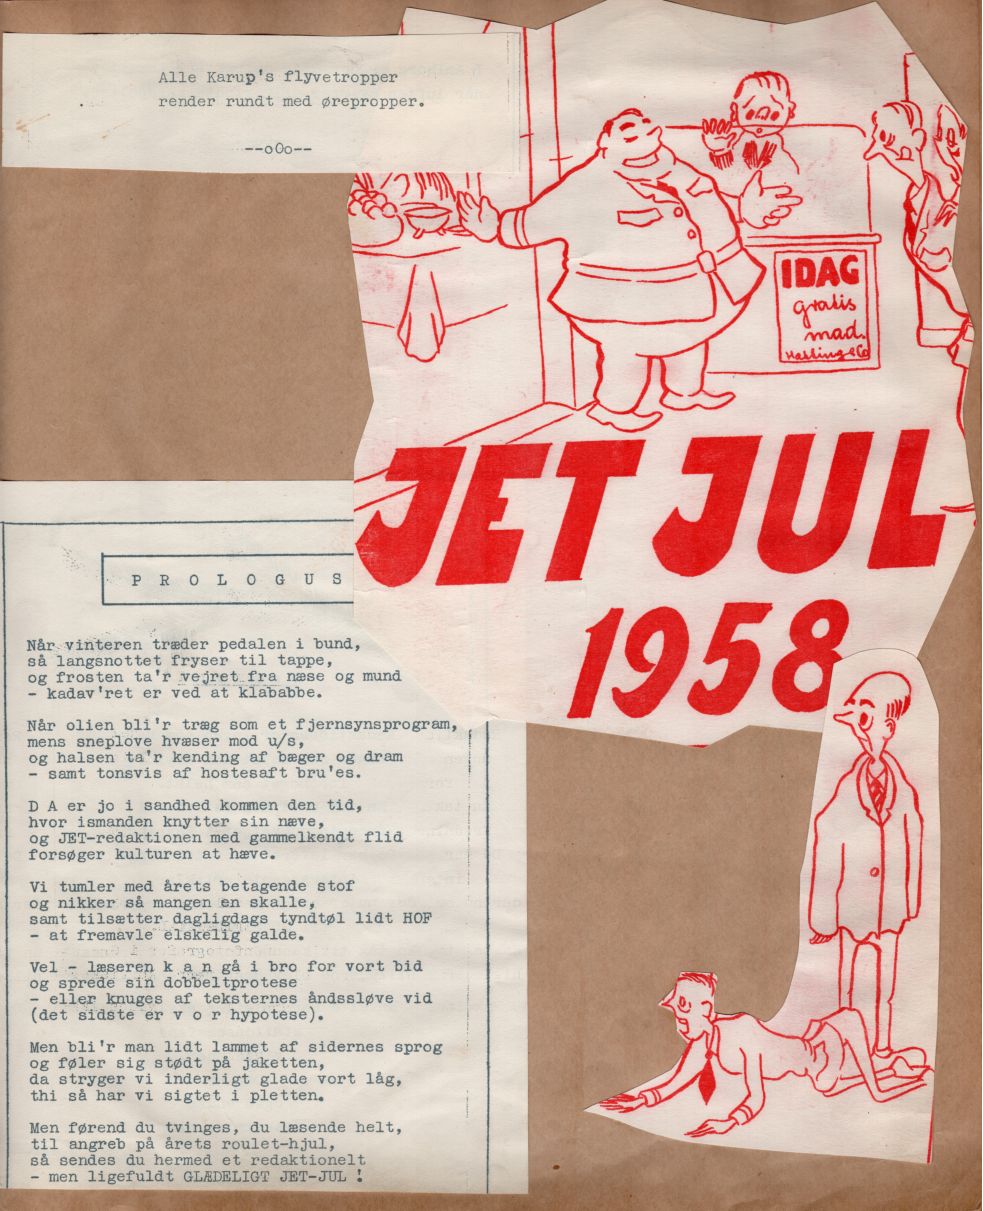 Alle Karup's flyvetropper
render rundt med ørepropper.
--oOo--
IDAG
gratis
mad.
Halling & Co
JET JUL
1958
P R O L O G U S
Når vinteren træder pedalen i bund,
så langsnottet fryser til tappe,
og frosten ta'r vejret fra næse og mund
- kadav'ret er ved at klababbe.
Når olien bli'r træg som et fjernsynsprogram,
mens sneplove hvæser mod u/s,
og halsen ta'r kending af bæger og dram
- samt tonsvis af hostesaft bru'es.
D A er jo i sandhed kommen den tid,
hvor ismanden knytter sin næve,
og JET-redaktionen med gammelkendt flid
forsøger kulturen at hæve.
Vi tumler med årets betagende stof
og nikker så mangen en skalle,
samt tilsætter dagligdags tyndtøl lidt HOF
- at fremavle elskelig galde.
Vel - læseren k a n gå i bro for vort bid
og sprede sin dobbeltprotese
- eller knuges af teksternes åndssløve vid
(det sidste er v o r hypotese).
Men bli'r man lidt lammet af sidernes sprog
og føler sig stødt på jaketten,
da stryger vi inderligt glade vort låg,
thi så har vi sigtet i pletten.
Men førend du tvinges, du læsende helt,
til angreb på årets roulet-hjul,
så sendes du hermed et redaktionelt
- men ligefuldt GLÆDELIGT JET-JUL !